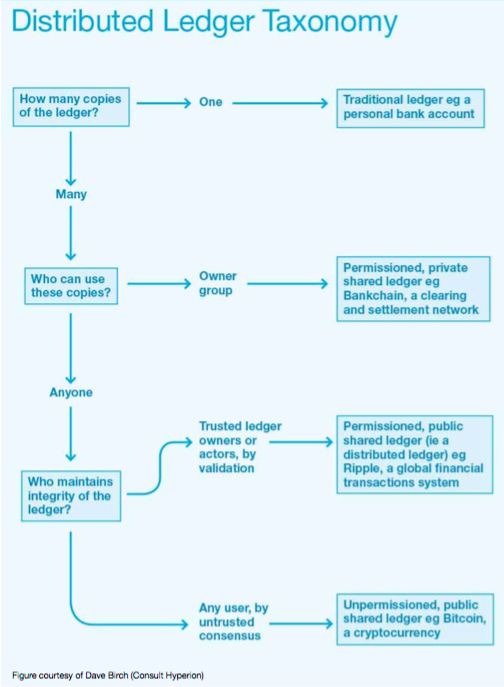 Distributed Ledger Taxonomy
How many copies
of the ledger?
One
Traditional ledger eg a
personal bank account
Many
Who can use
these copies?
Owner
group
Permissioned, private
shared ledger eg
Bankchain, a clearing
and settlement network
Anyone
Who maintains
integrity of the
ledger?
Trusted ledger
owners or
actors, by
validation
Permissioned, public
shared ledger (ie a
distributed ledger) eg
Ripple, a global financial
transactions system
Any user, by
untrusted
consensus
Unpermissioned, public
shared ledger eg Bitcoin,
a cryptocurrency
Figure courtesy of Dave Birch (Consult Hyperion)